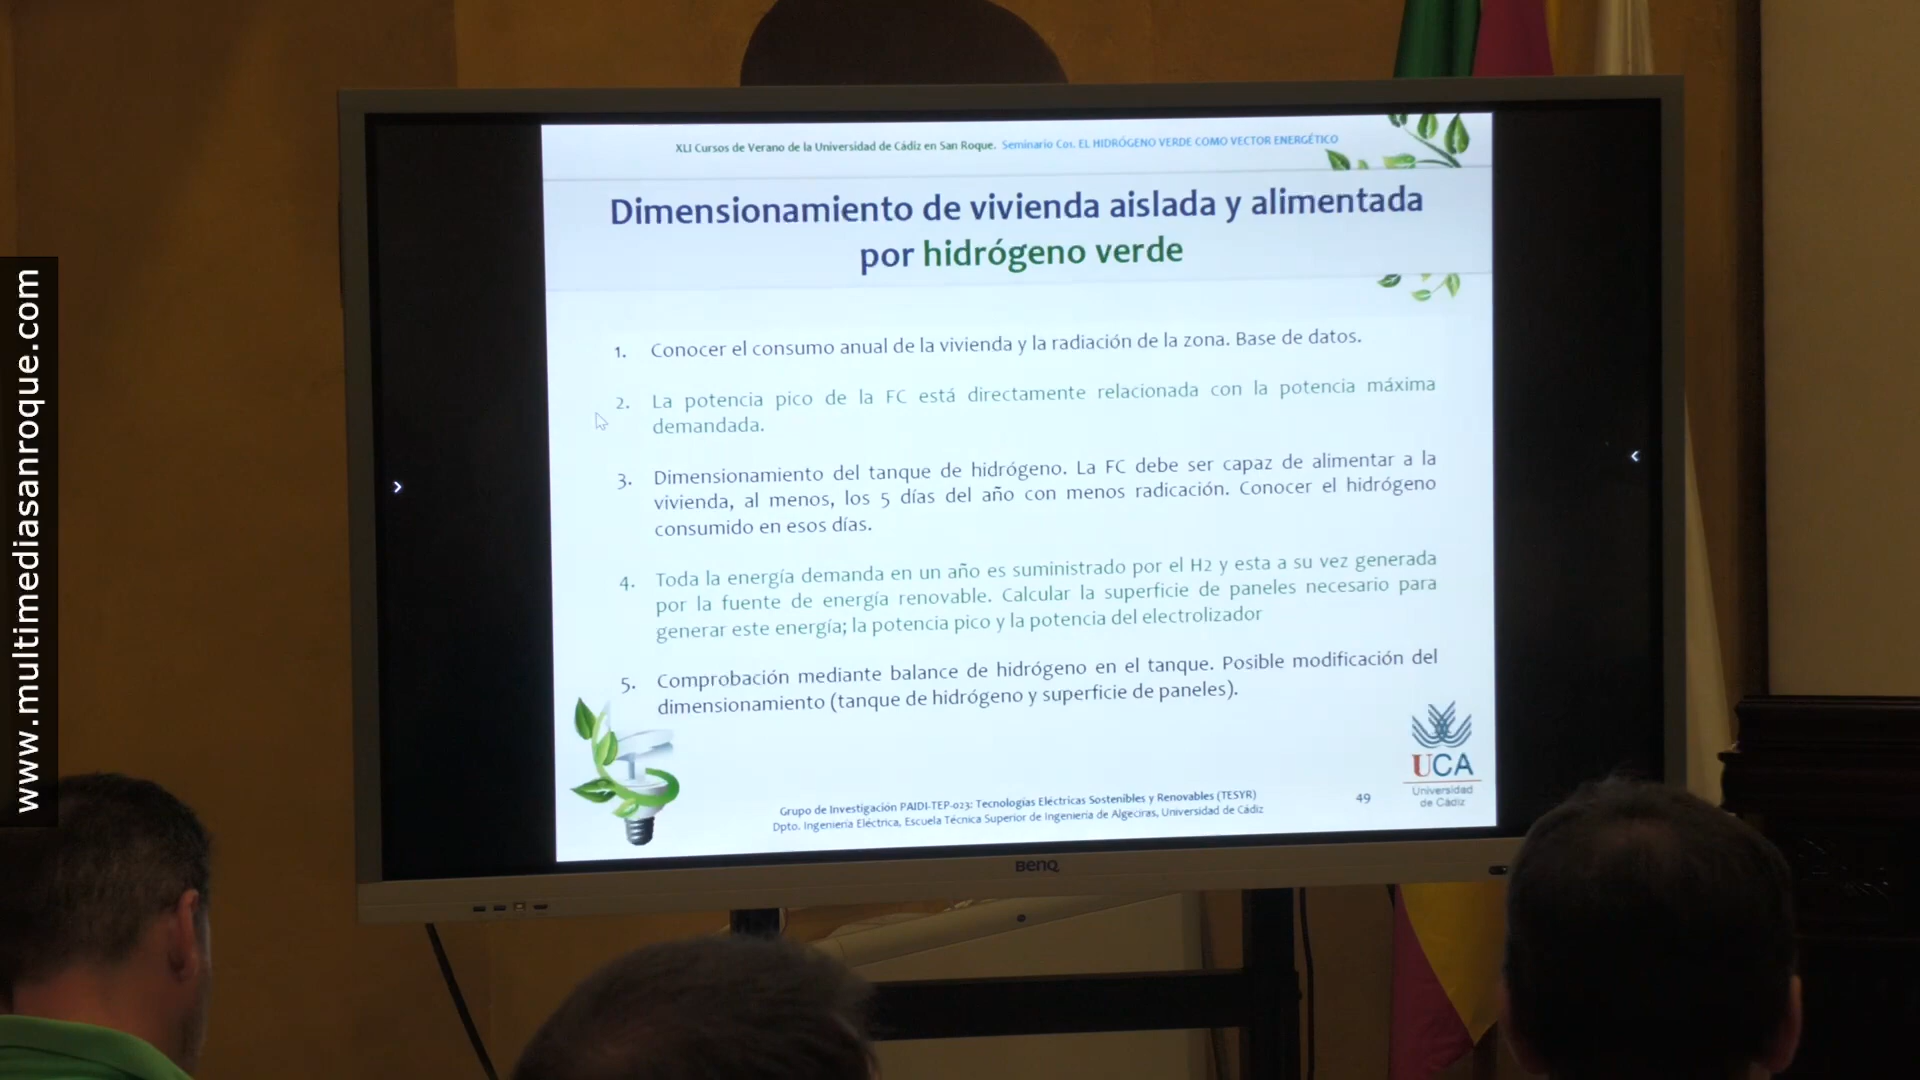 www.multimediasanroque.com
XLI Cursos de Verano de la Universidad de Cádiz en San Roque. Seminario C01. EL HIDRÓGENO VERDE COMO VECTOR ENERGÉTICO
Dimensionamiento de vivienda aislada y alimentada
por hidrógeno verde
1. Conocer el consumo anual de la vivienda y la radiación de la zona. Base de datos.
2. La potencia pico de la FC está directamente relacionada con la potencia máxima
demandada.
3. Dimensionamiento del tanque de hidrógeno. La FC debe ser capaz de alimentar a la
vivienda, al menos, los 5 días del año con menos radicación. Conocer el hidrógeno
consumido en esos días.
4. Toda la energía demanda en un año es suministrado por el H2 y esta a su vez generada
por la fuente de energía renovable. Calcular la superficie de paneles necesario para
generar este energía; la potencia pico y la potencia del electrolizador
5. Comprobación mediante balance de hidrógeno en el tanque. Posible modificación del
dimensionamiento (tanque de hidrógeno y superficie de paneles).
Grupo de Investigación PAIDI-TEP-023: Tecnologías Eléctricas Sostenibles y Renovables (TESYR)
Dpto. Ingeniería Eléctrica, Escuela Técnica Superior de Ingeniería de Algeciras, Universidad de Cádiz
49
UCA
Universidad
de Cádiz
BenQ